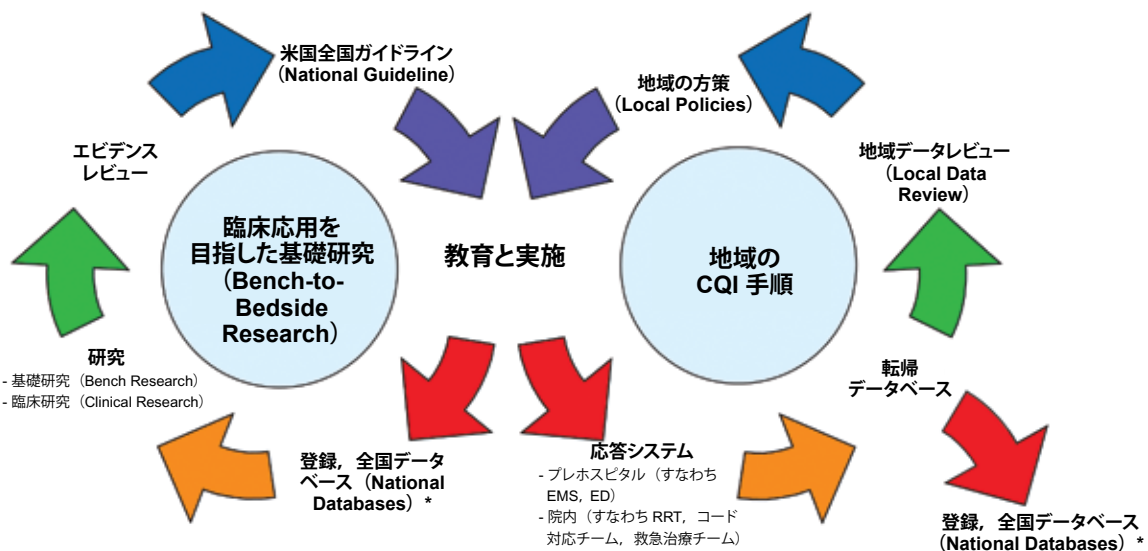 米国全国ガイドライン
（National Guideline）
地域の方策
（Local Policies）
エビデンス
レビュー
地域データレビュー
（Local Data
Review）
臨床応用を
目指した基礎研究
（Bench-to-
Bedside
Research）
教育と実施
地域の
CQI 手順
研究
- 基礎研究（Bench Research）
- 臨床研究（Clinical Research）
転帰
データベース
登録，全国データ
ベース（National
Databases）*
応答システム
- プレホスピタル（すなわち
EMS，ED）
- 院内（すなわち RRT，コード
対応チーム，救急治療チーム）
登録，全国データベース
（National Databases）*